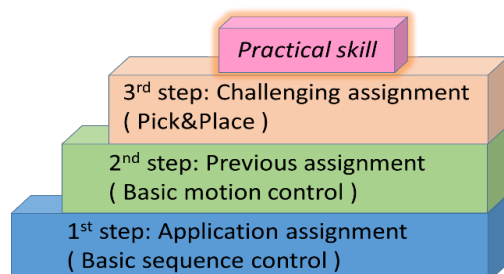 Practical skill
3rd step: Challenging assignment
( Pick&Place )
2nd step: Previous assignment
( Basic motion control )
1st step: Application assignment
( Basic sequence control )